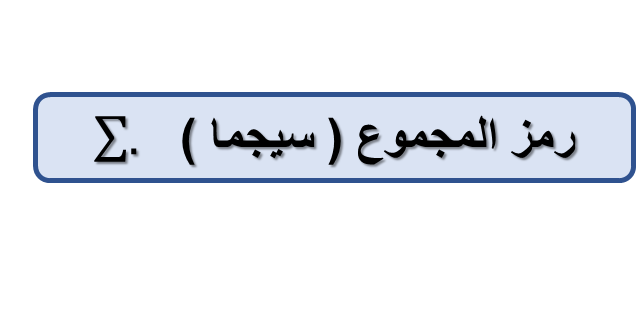 رمز المجموع ( سيجما ) ∑.